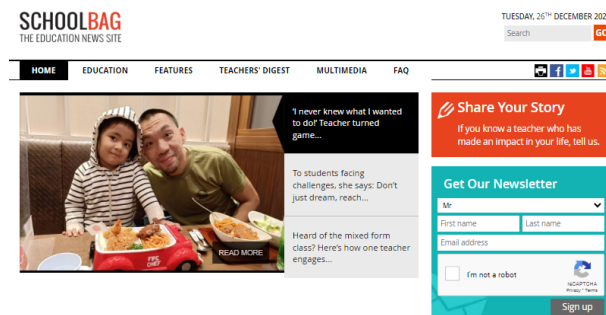 SCHOOLBAG
THE EDUCATION NEWS SITE
TUESDAY, 26TH DECEMBER 202
Search
GO
HOME
EDUCATION
FEATURES
TEACHERS' DIGEST
MULTIMEDIA
FAQ
'I never knew what I wanted
to do!' Teacher turned
game...
To students facing
challenges, she says: Don't
just dream, reach...
Heard of the mixed form
class? Here's how one teacher
engages...
FIRE
CHIEF
READ MORE
Share Your Story
If you know a teacher who has
made an impact in your life, tell us.
Get Our Newsletter
Mr
First name
Last name
Email address
I'm not a robot
reCAPTCHA
Privacy - Terms
Sign up